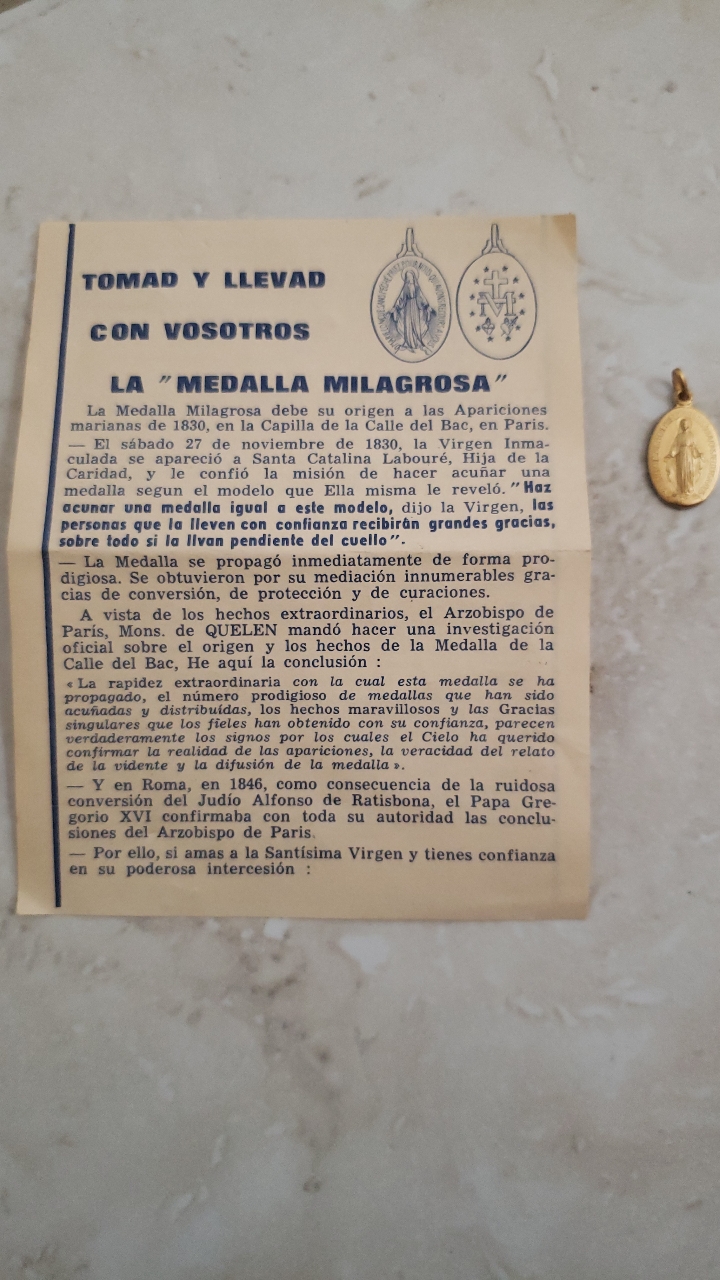 TOMAD Y LLEVAD
CON VOSOTROS
LA "MEDALLA MILAGROSA"
La Medalla Milagrosa debe su origen a las Apariciones
marianas de 1830, en la Capilla de la Calle del Bac, en Paris.
— El sábado 27 de noviembre de 1830, la Virgen Inma-
culada se apareció a Santa Catalina Labouré, Hija de la
Caridad, y le confió la misión de hacer acuñar una
medalla segun el modelo que Ella misma le reveló. "Haz
acunar una medalla igual a este modelo, dijo la Virgen, las
personas que la lleven con confianza recibirán grandes gracias,
sobre todo si la llvan pendiente del cuello".
— La Medalla se propagó inmediatamente de forma pro-
digiosa. Se obtuvieron por su mediación innumerables gra-
cias de conversión, de protección y de curaciones.
A vista de los hechos extraordinarios, el Arzobispo de
París, Mons. de QUELEN mandó hacer una investigación
oficial sobre el origen y los hechos de la Medalla de la
Calle del Bac, He aquí la conclusión :
« La rapidez extraordinaria con la cual esta medalla se ha
propagado, el número prodigioso de medallas que han sido
acuñadas y distribuídas, los hechos maravillosos y las Gracias
singulares que los fieles han obtenido con su confianza, parecen
verdaderamente los signos por los cuales el Cielo ha querido
confirmar la realidad de las apariciones, la veracidad del relato
de la vidente y la difusión de la medalla ».
— Y en Roma, en 1846, como consecuencia de la ruidosa
conversión del Judío Alfonso de Ratisbona, el Papa Gre-
gorio XVI confirmaba con toda su autoridad las conclu-
siones del Arzobispo de Paris.
— Por ello, si amas a la Santísima Virgen y tienes confianza
en su poderosa intercesión :